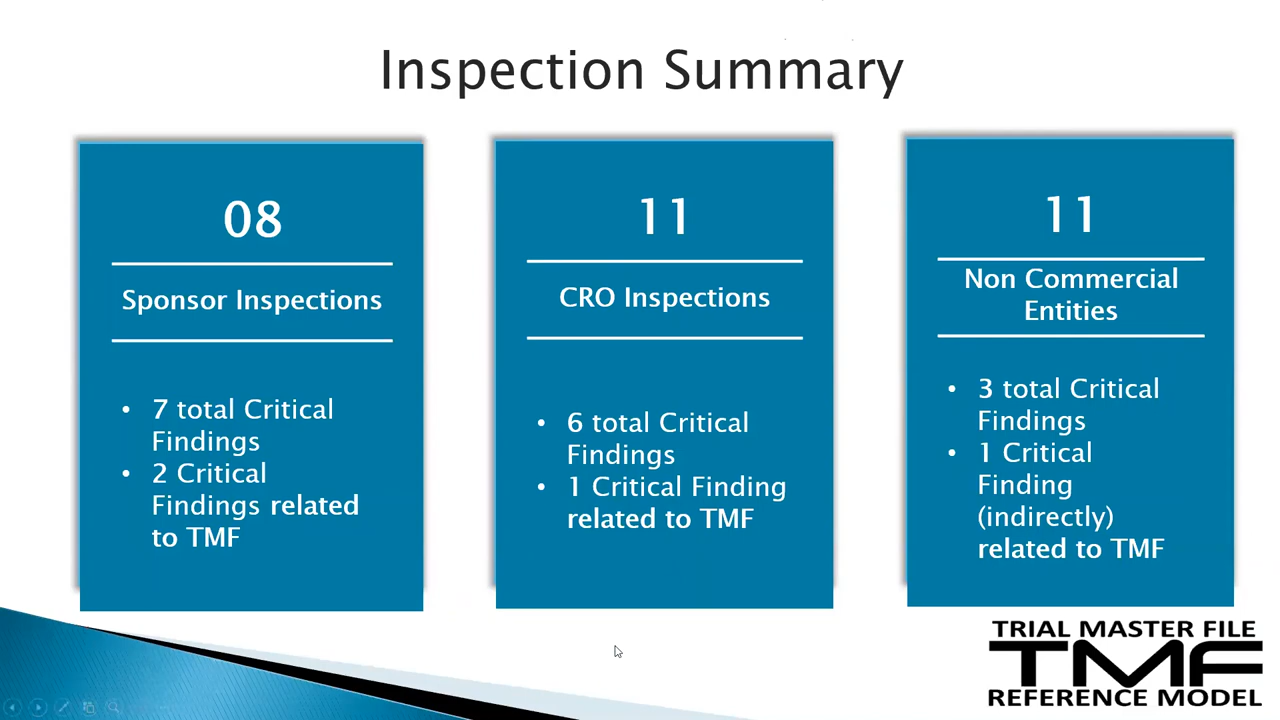 Inspection Summary
08
Sponsor Inspections
• 7 total Critical
Findings
• 2 Critical
Findings related
to TMF
11
CRO Inspections
• 6 total Critical
Findings
• 1 Critical Finding
related to TMF
11
Non Commercial
Entities
• 3 total Critical
Findings
• 1 Critical
Finding
(indirectly)
related to TMF
TRIAL MASTER FILE
TMF
REFERENCE MODEL